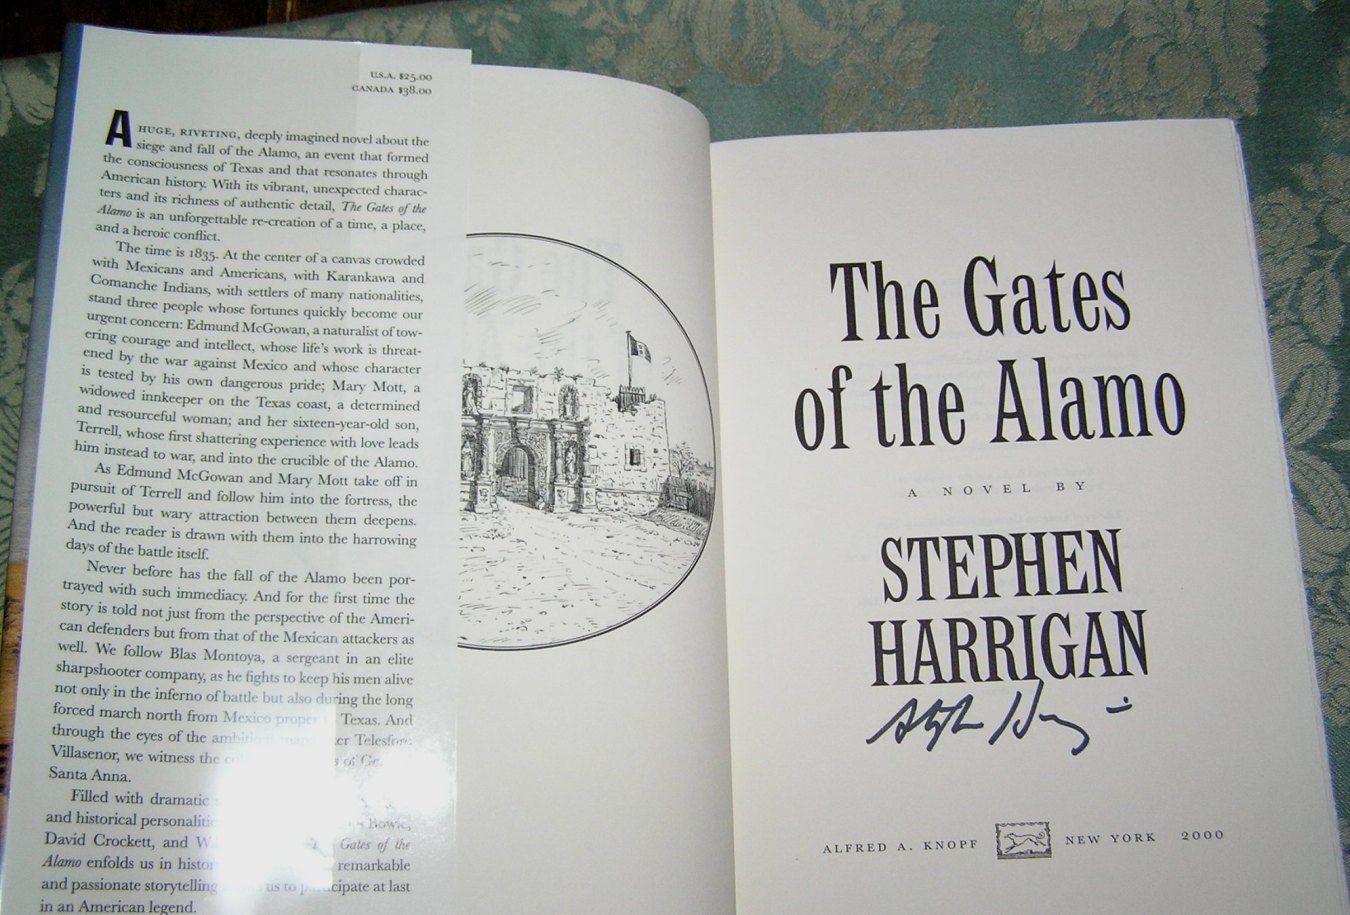 U.S.A. $25.00
CANADA $38.00
A HUGE, RIVETING, deeply imagined novel about the
siege and fall of the Alamo, an event that formed
the consciousness of Texas and that resonates through
American history. With its vibrant, unexpected charac-
ters and its richness of authentic detail, The Gates of the
Alamo is an unforgettable re-creation of a time, a place,
and a heroic conflict.
The time is 1835. At the center of a canvas crowded
with Mexicans and Americans, with Karankawa and
Comanche Indians, with settlers of many nationalities,
stand three people whose fortunes quickly become our
urgent concern: Edmund McGowan, a naturalist of tow-
ering courage and intellect, whose life's work is threat-
ened by the war against Mexico and whose character
is tested by his own dangerous pride; Mary Mott, a
widowed innkeeper on the Texas coast, a determined
and resourceful woman; and her sixteen-year-old son,
Terrell, whose first shattering experience with love leads
him instead to war, and into the crucible of the Alamo.
As Edmund McGowan and Mary Mott take off in
pursuit of Terrell and follow him into the fortress, the
powerful but wary attraction between them deepens.
And the reader is drawn with them into the harrowing
days of the battle itself.
Never before has the fall of the Alamo been por-
trayed with such immediacy. And for the first time the
story is told not just from the perspective of the Ameri-
can defenders but from that of the Mexican attackers as
well. We follow Blas Montoya, a sergeant in an elite
sharpshooter company, as he fights to keep his men alive
not only in the inferno of battle but also during the long
forced march north from Mexico proper Texas. And
through the eyes of the ambitious Telesforo
Villasenor, we witness the of
Santa Anna.
Filled with dramatic
and historical personalities Bowie,
David Crockett, and Gates of the
Alamo enfolds us in history remarkable
and passionate storytelling us to participate at last
in an American legend.
The Gates
of the Alamo
A NOVEL BY
STEPHEN
HARRIGAN
Stephen Harrigan
ALFRED A. KNOPF NEW YORK 2000